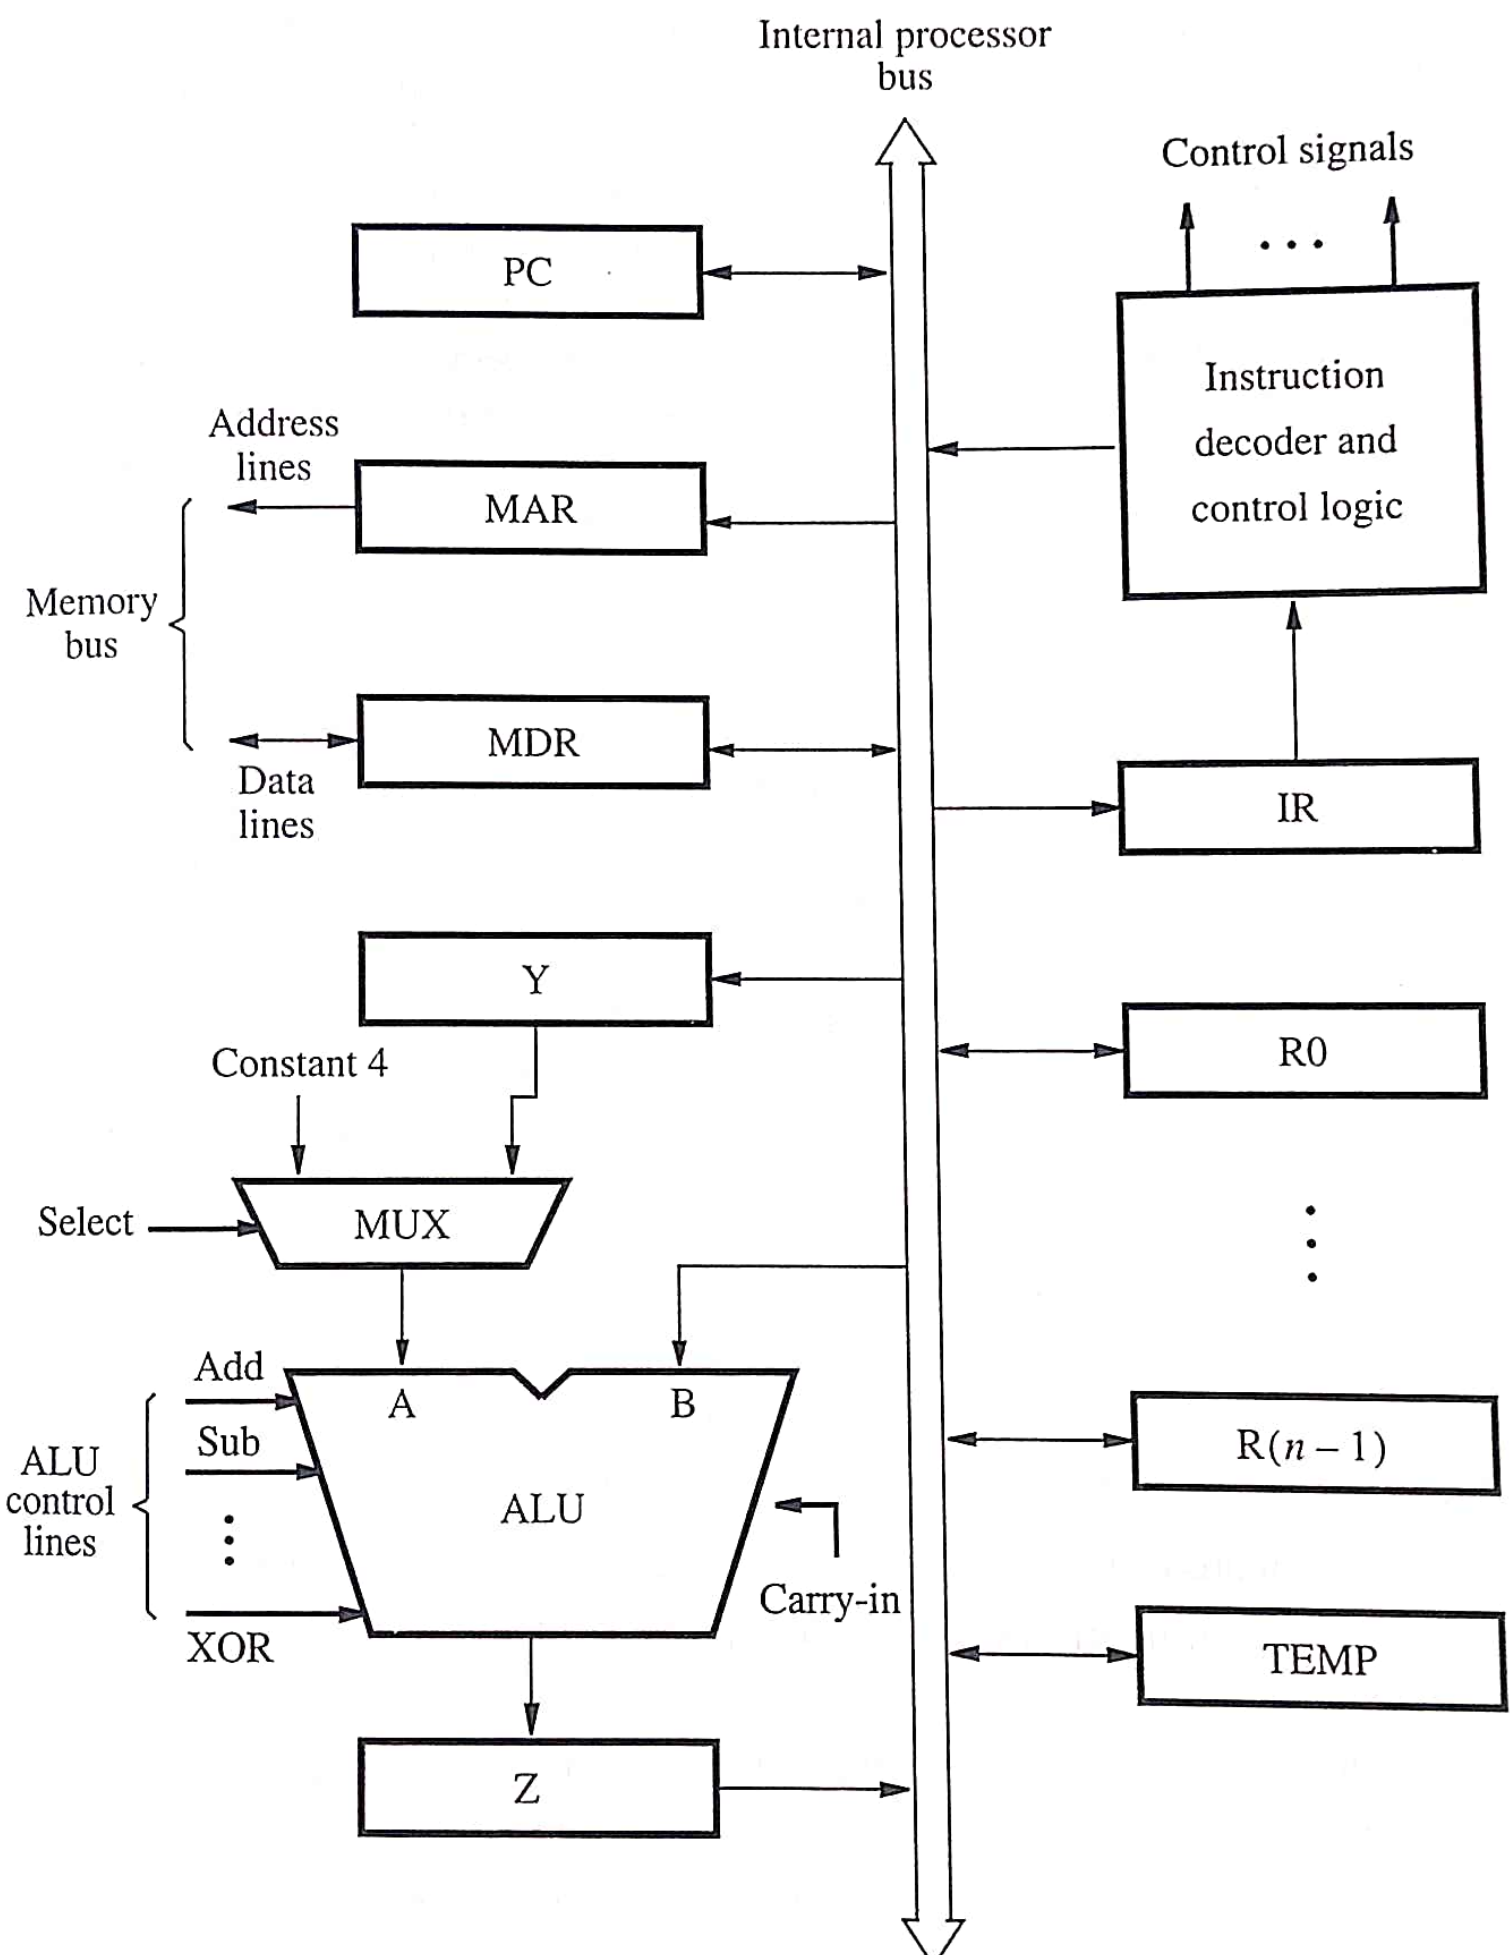 Internal processor
bus
Control signals
...
PC
Instruction
decoder and
control logic
Address
lines
MAR
Memory
bus
MDR
Data
lines
IR
Y
Constant 4
R0
Select
MUX
Add
A
B
Sub
R(n – 1)
ALU
control
lines
ALU
Carry-in
XOR
TEMP
Z